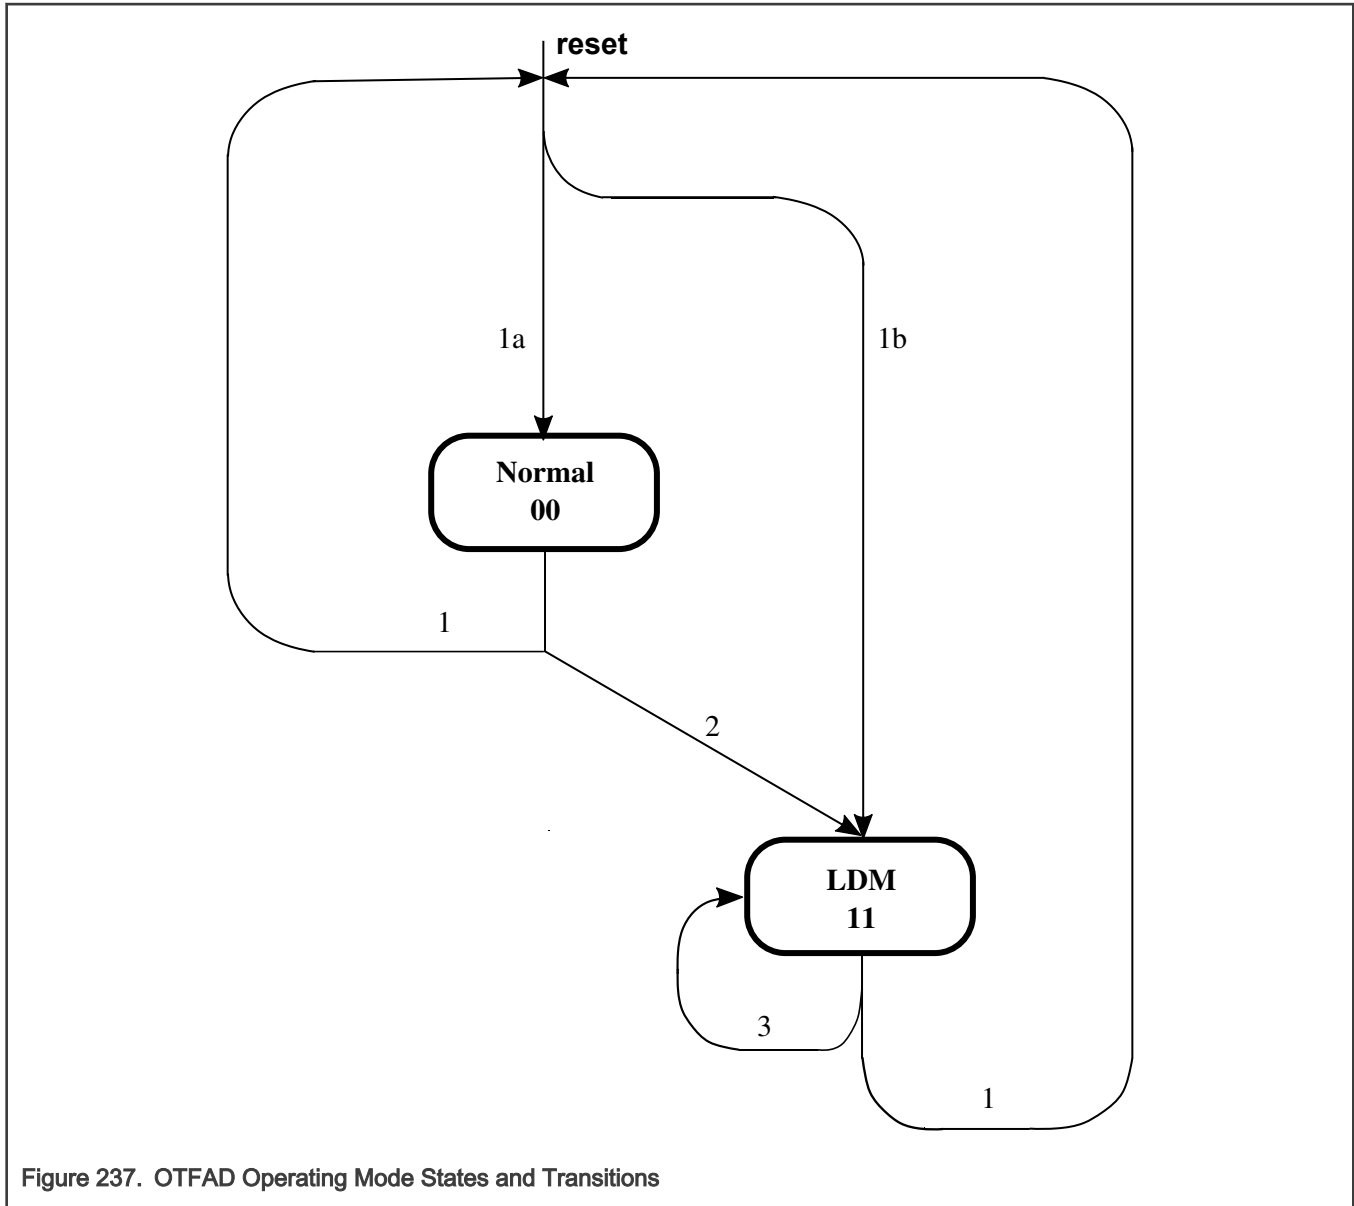 reset
1a
1b
Normal
00
1
2
LDM
11
3
1
Figure 237. OTFAD Operating Mode States and Transitions